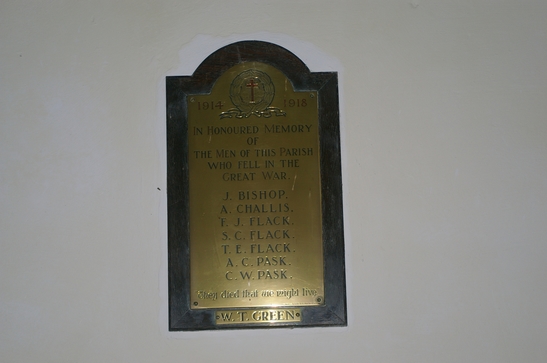 1914 1918
IN HONOURED MEMORY
OF
THE MEN OF THIS PARISH
WHO FELL IN THE
GREAT WAR.
J. BISHOP.
A. CHALLIS.
F. J. FLACK.
S. C. FLACK.
T. E. FLACK.
A. C. PASK.
C. W. PASK.
They died that we might live
W. T. GREEN